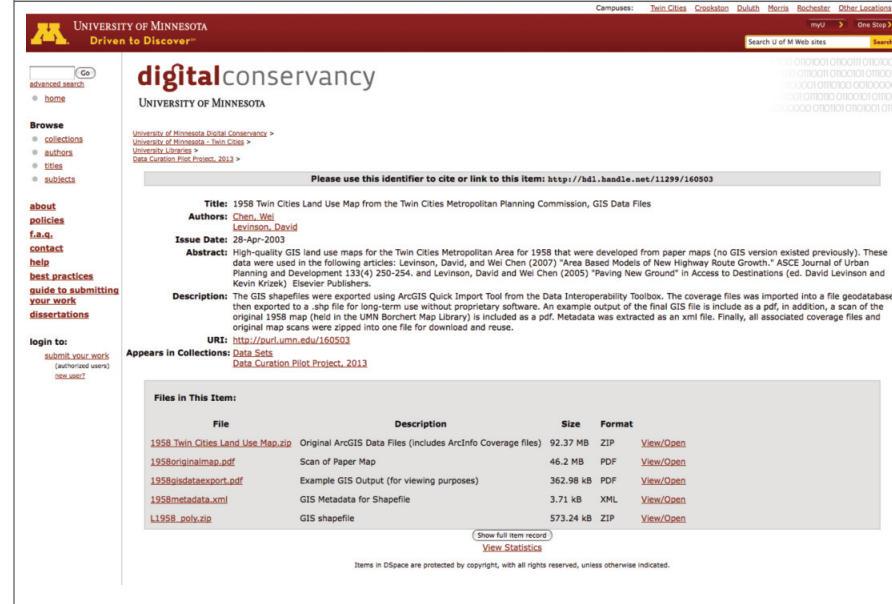 Campuses: Twin Cities Crookston Duluth Morris Rochester Other Locations
UNIVERSITY OF MINNESOTA
Driven to Discover
myU One Stop
Search U of M Web sites Search
Go
advanced search
home
Browse
collections
authors
titles
subjects
about
policies
f.a.q.
contact
help
best practices
guide to submitting
your work
dissertations
login to:
submit your work
(authorized users)
new user?
digitalconservancy
UNIVERSITY OF MINNESOTA
University of Minnesota Digital Conservancy >
University of Minnesota - Twin Cities >
University Libraries >
Data Curation Pilot Project, 2013 >
Please use this identifier to cite or link to this item: http://hdl.handle.net/11299/160503
Title: 1958 Twin Cities Land Use Map from the Twin Cities Metropolitan Planning Commission, GIS Data Files
Authors: Chen, Wei
Levinson, David
Issue Date: 28-Apr-2003
Abstract: High-quality GIS land use maps for the Twin Cities Metropolitan Area for 1958 that were developed from paper maps (no GIS version existed previously). These
data were used in the following articles: Levinson, David, and Wei Chen (2007) "Area Based Models of New Highway Route Growth." ASCE Journal of Urban
Planning and Development 133(4) 250-254. and Levinson, David and Wei Chen (2005) "Paving New Ground" in Access to Destinations (ed. David Levinson and
Kevin Krizek) Elsevier Publishers.
Description: The GIS shapefiles were exported using ArcGIS Quick Import Tool from the Data Interoperability Toolbox. The coverage files was imported into a file geodatabase
then exported to a .shp file for long-term use without proprietary software. An example output of the final GIS file is include as a pdf, in addition, a scan of the
original 1958 map (held in the UMN Borchert Map Library) is included as a pdf. Metadata was extracted as an xml file. Finally, all associated coverage files and
original map scans were zipped into one file for download and reuse.
URI: http://purl.umn.edu/160503
Appears in Collections: Data Sets
Data Curation Pilot Project, 2013
Files in This Item:
File Description Size Format
1958 Twin Cities Land Use Map.zip Original ArcGIS Data Files (includes ArcInfo Coverage files) 92.37 MB ZIP View/Open
1958originalmap.pdf Scan of Paper Map 46.2 MB PDF View/Open
1958gisdataexport.pdf Example GIS Output (for viewing purposes) 362.98 kB PDF View/Open
1958metadata.xml GIS Metadata for Shapefile 3.71 kB XML View/Open
L1958_poly.zip GIS shapefile 573.24 kB ZIP View/Open
Show full item record
View Statistics
Items in DSpace are protected by copyright, with all rights reserved, unless otherwise indicated.